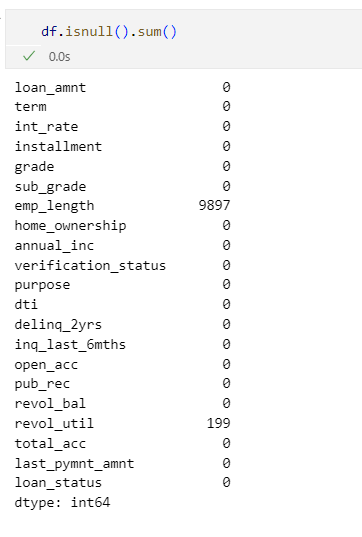 df.isnull().sum()
0.0s
loan_amnt 0
term 0
int_rate 0
installment 0
grade 0
sub_grade 0
emp_length 9897
home_ownership 0
annual_inc 0
verification_status 0
purpose 0
dti 0
delinq_2yrs 0
inq_last_6mths 0
open_acc 0
pub_rec 0
revol_bal 0
revol_util 199
total_acc 0
last_pymnt_amnt 0
loan_status 0
dtype: int64